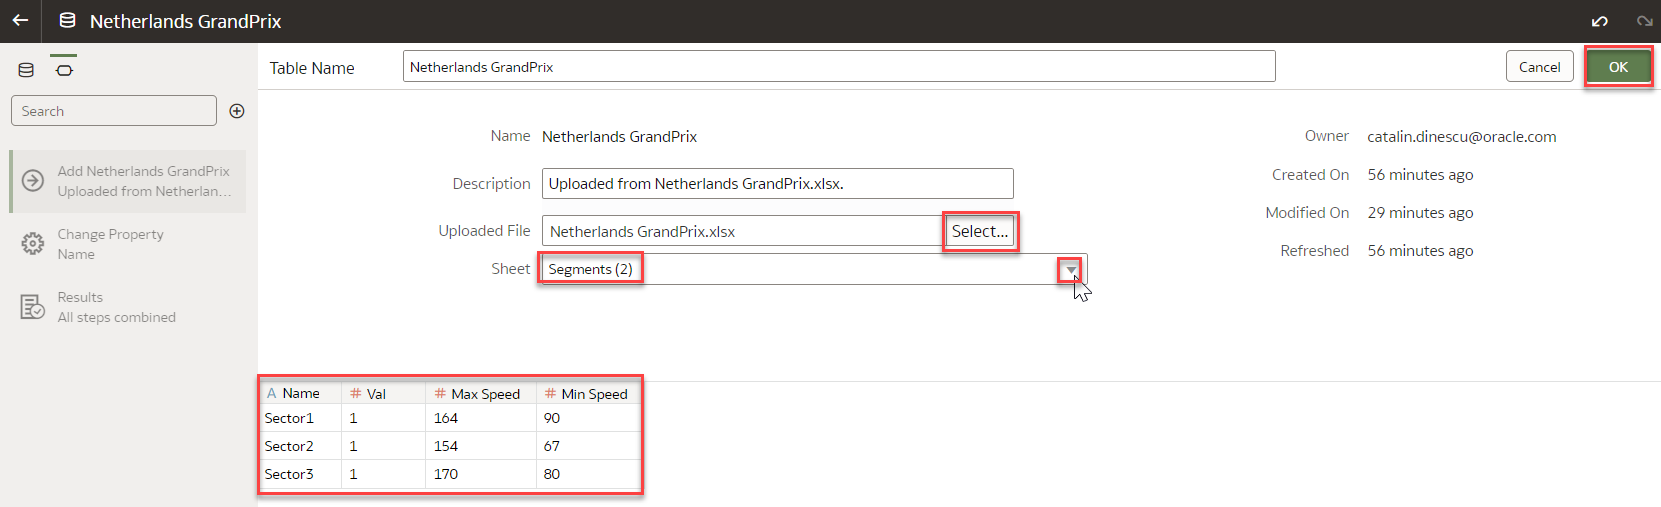 Netherlands GrandPrix
Table Name
Netherlands GrandPrix
Cancel
OK
Search
Add Netherlands GrandPrix
Uploaded from Netherlan...
Change Property
Name
Results
All steps combined
Name Netherlands GrandPrix
Description Uploaded from Netherlands GrandPrix.xlsx.
Uploaded File Netherlands GrandPrix.xlsx Select...
Sheet Segments (2)
Owner catalin.dinescu@oracle.com
Created On 56 minutes ago
Modified On 29 minutes ago
Refreshed 56 minutes ago
A Name # Val # Max Speed # Min Speed
Sector1 1 164 90
Sector2 1 154 67
Sector3 1 170 80